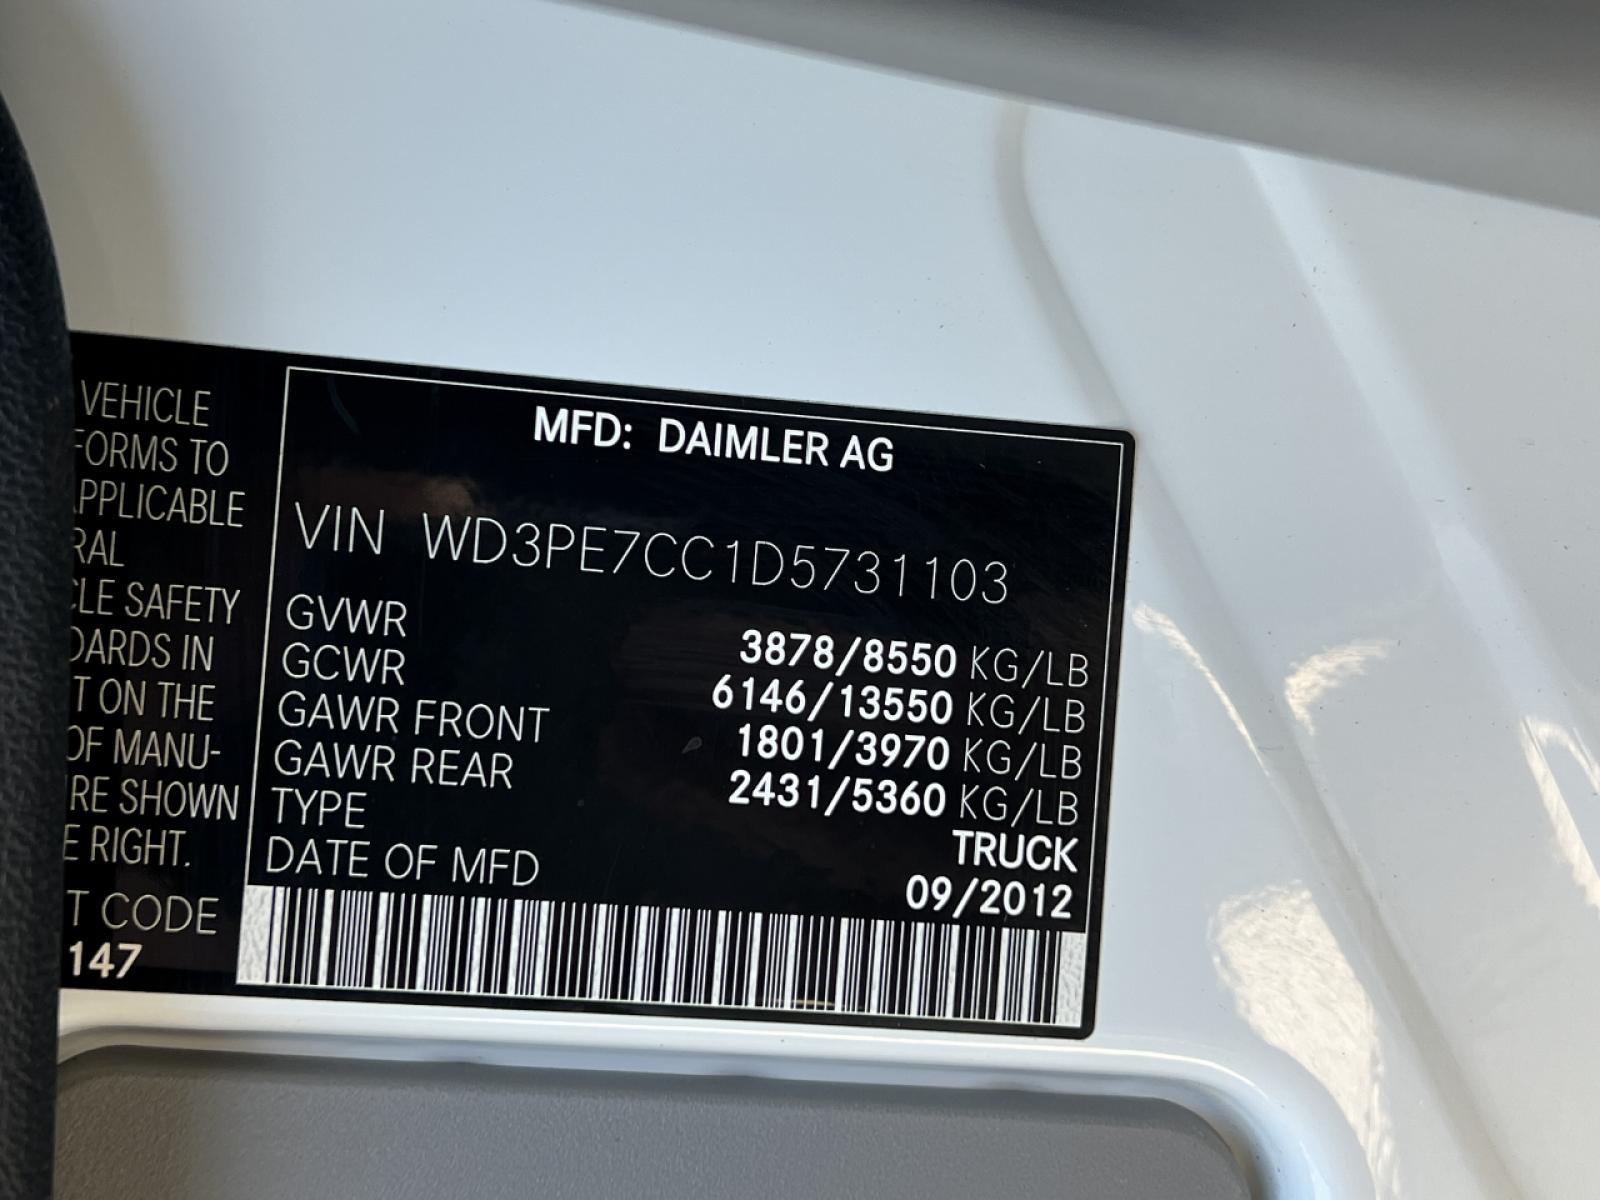 VEHICLE
FORMS TO
APPLICABLE
RAL
CLE SAFETY
DARDS IN
T ON THE
OF MANU-
RE SHOWN
E RIGHT.
T CODE
147
MFD: DAIMLER AG
VIN WD3PE7CC1D5731103
GVWR 3878/8550 KG/LB
GCWR 6146/13550 KG/LB
GAWR FRONT 1801/3970 KG/LB
GAWR REAR 2431/5360 KG/LB
TYPE TRUCK
DATE OF MFD 09/2012